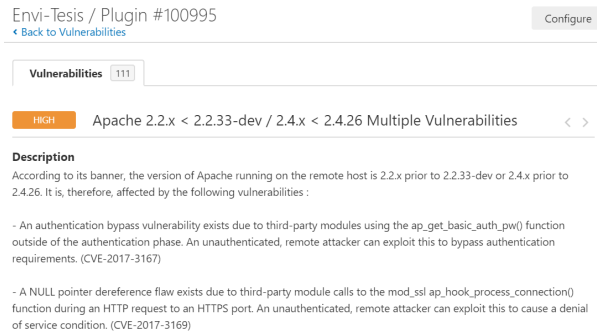 Envi-Tesis / Plugin #100995
Configure
Back to Vulnerabilities
Vulnerabilities 111
HIGH Apache 2.2.x < 2.2.33-dev / 2.4.x < 2.4.26 Multiple Vulnerabilities
Description
According to its banner, the version of Apache running on the remote host is 2.2.x prior to 2.2.33-dev or 2.4.x prior to
2.4.26. It is, therefore, affected by the following vulnerabilities :
- An authentication bypass vulnerability exists due to third-party modules using the ap_get_basic_auth_pw() function
outside of the authentication phase. An unauthenticated, remote attacker can exploit this to bypass authentication
requirements. (CVE-2017-3167)
- A NULL pointer dereference flaw exists due to third-party module calls to the mod_ssl ap_hook_process_connection()
function during an HTTP request to an HTTPS port. An unauthenticated, remote attacker can exploit this to cause a denial
of service condition. (CVE-2017-3169)